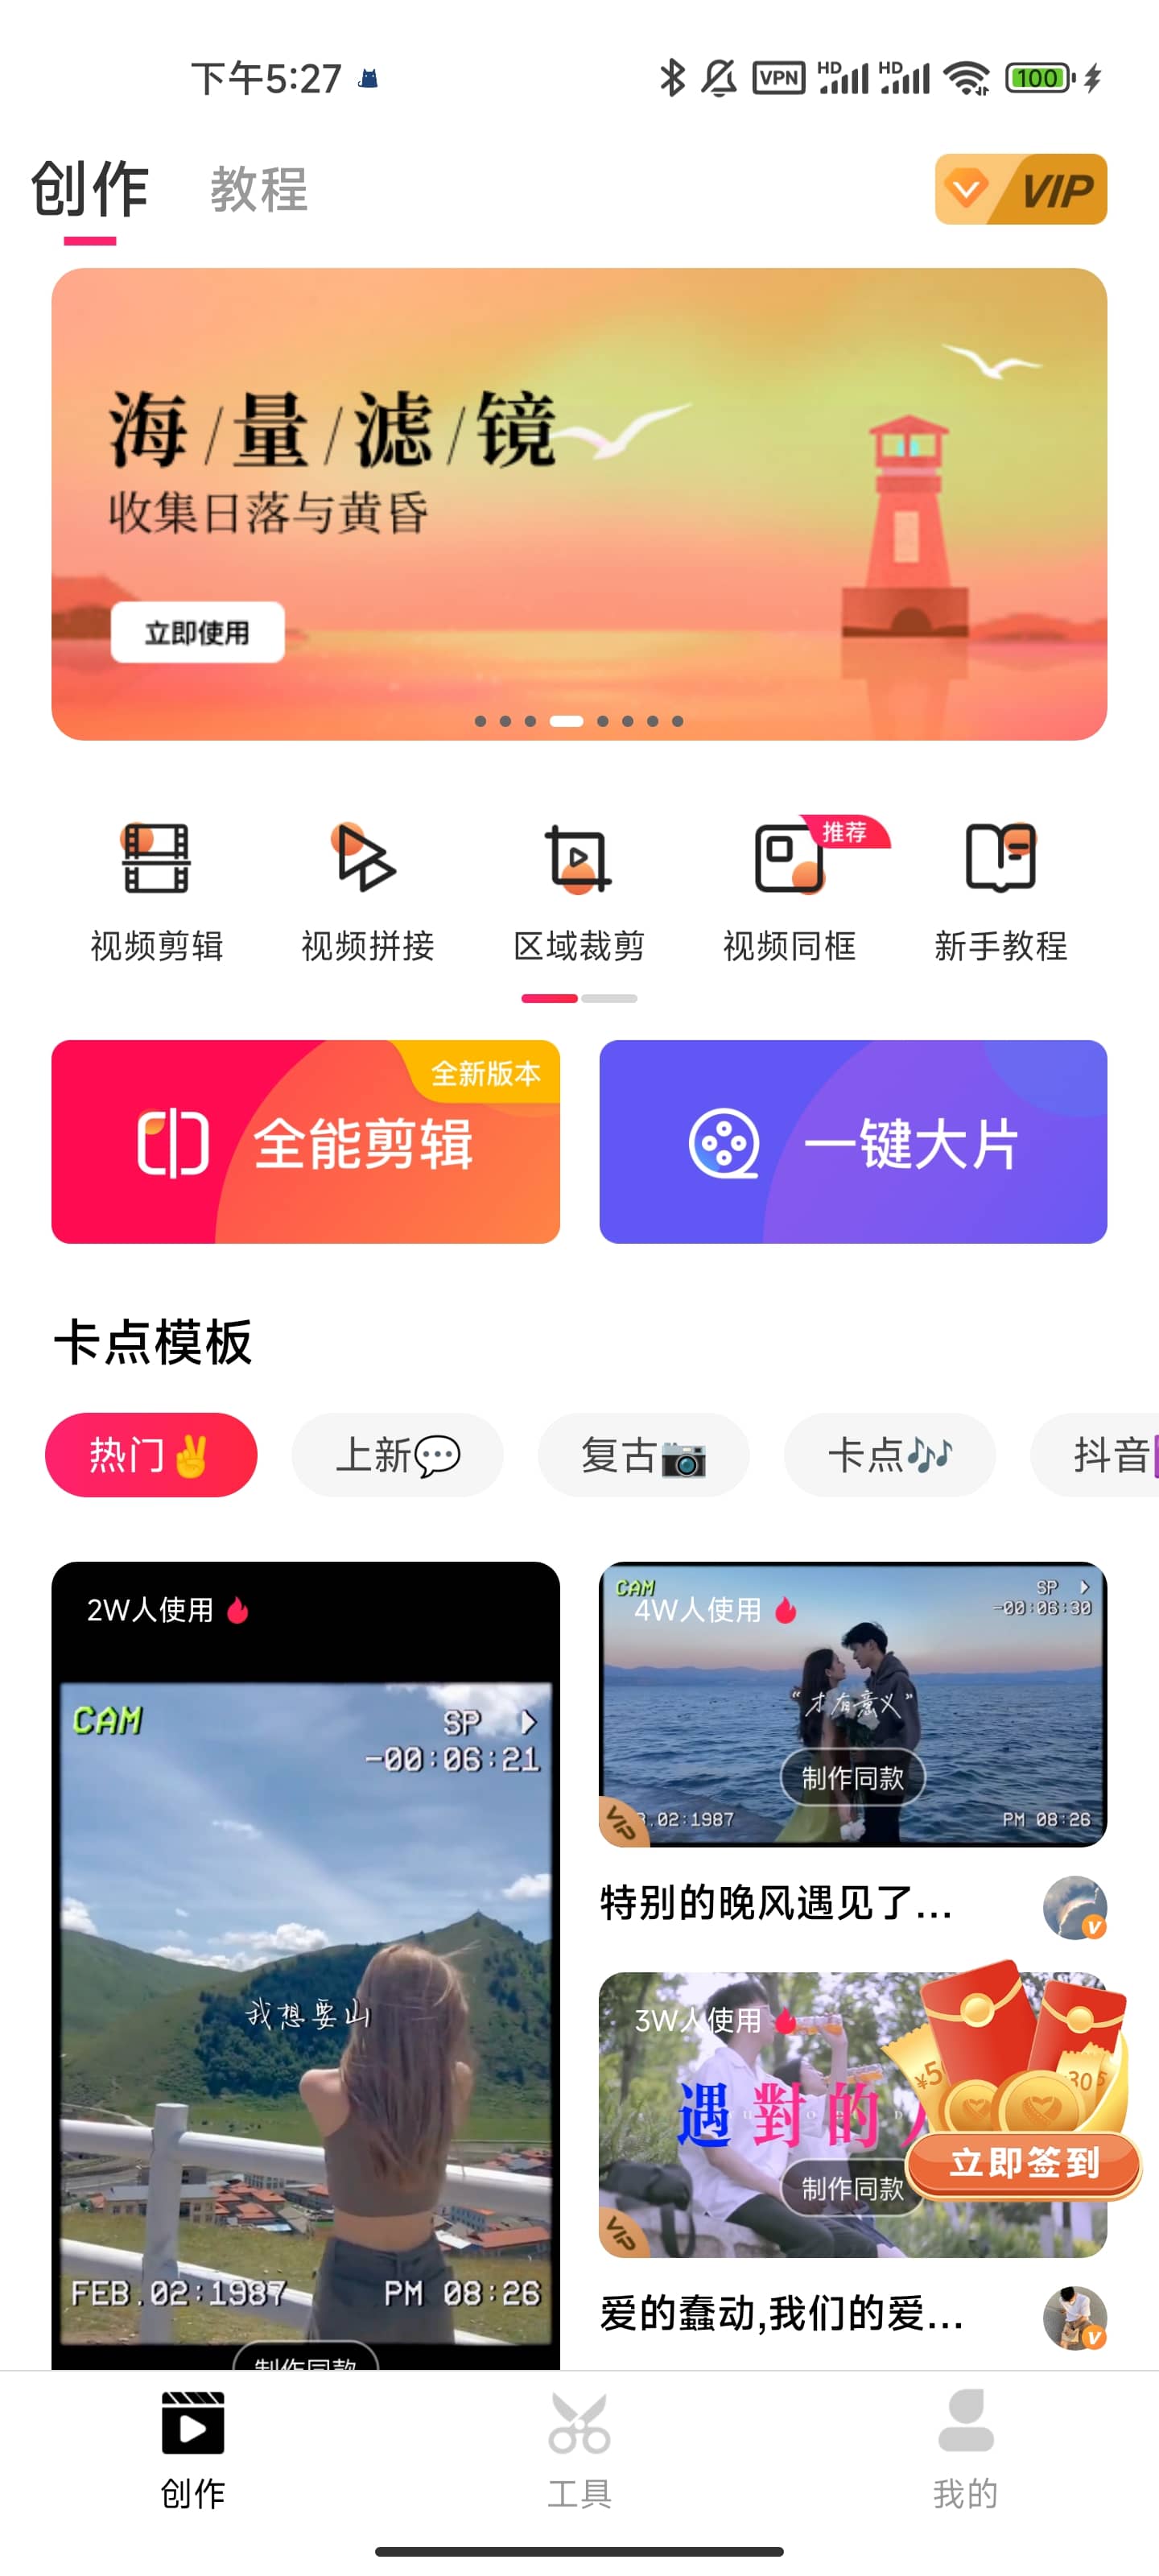 下午5:27
VPN
HD
HD
100
创作
教程
VIP
海/量/滤/镜
收集日落与黄昏
立即使用
推荐
视频剪辑
视频拼接
区域裁剪
视频同框
新手教程
全新版本
全能剪辑
一键大片
卡点模板
热门✌️
上新💬
复古📷
卡点🎶
抖音
2W人使用
CAM
SP
-00:06:21
我想要山
FEB.02:1987
PM 08:26
制作同款
CAM
SP
4W人使用
-00:06:30
“才有意义”
制作同款
VIP
.02:1987
PM 08:26
特别的晚风遇见了...
V
3W人使用
¥5
30
遇對的
制作同款
立即签到
VIP
爱的蠢动,我们的爱...
V
创作
工具
我的